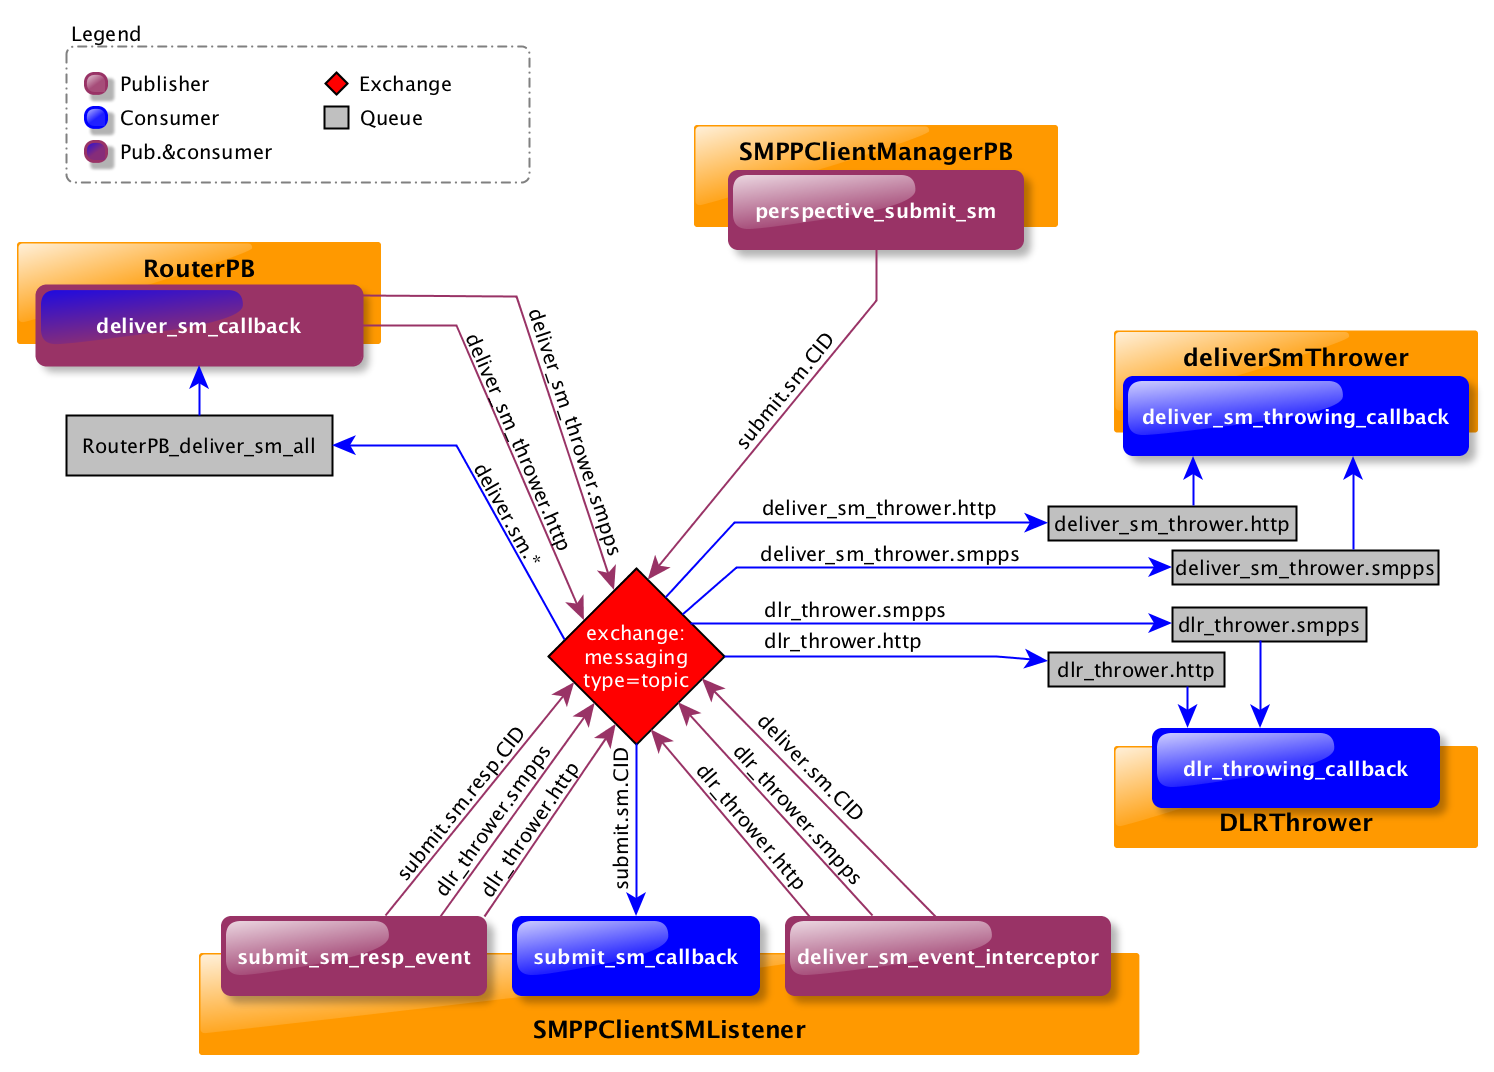 Legend
Publisher
Exchange
Consumer
Queue
Pub.&consumer
SMPPClientManagerPB
perspective_submit_sm
RouterPB
deliver_sm_callback
RouterPB_deliver_sm_all
deliver_sm_thrower.smpps
deliver_sm_thrower.http
deliver.sm.*
submit.sm.CID
deliverSmThrower
deliver_sm_throwing_callback
deliver_sm_thrower.http
deliver_sm_thrower.http
deliver_sm_thrower.smpps
deliver_sm_thrower.smpps
dlr_thrower.smpps
dlr_thrower.smpps
dlr_thrower.http
dlr_thrower.http
exchange:
messaging
type=topic
dlr_throwing_callback
DLRThrower
submit.sm.resp.CID
dlr_thrower.smpps
dlr_thrower.http
submit.sm.CID
dlr_thrower.http
dlr_thrower.smpps
deliver.sm.CID
submit_sm_resp_event
submit_sm_callback
deliver_sm_event_interceptor
SMPPClientSMListener